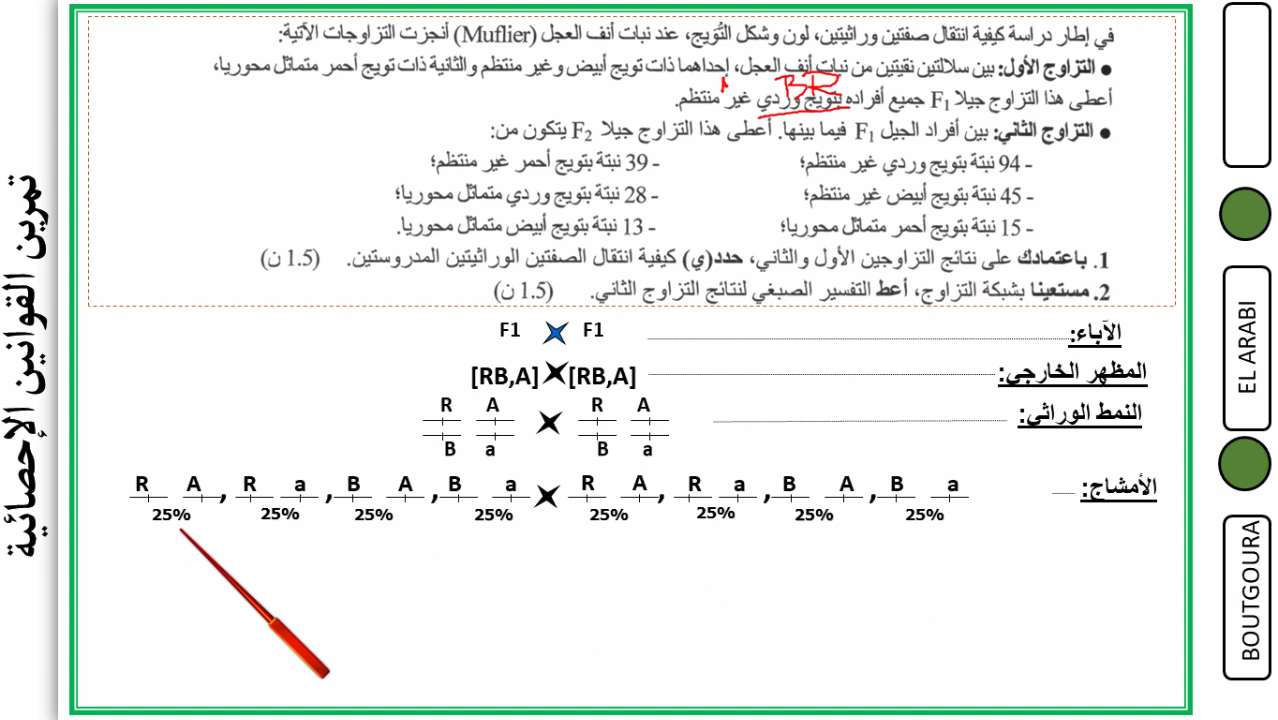 تمرين القوانين الإحصائية
في إطار دراسة كيفية انتقال صفتين وراثيتين، لون وشكل التُوَيج، عند نبات أنف العجل (Muflier) أنجزت التزاوجات الآتية:
● التزاوج الأول: بين سلالتين نقيتين من نبات أنف العجل، إحداهما ذات تويج أبيض وغير منتظم والثانية ذات تويج أحمر متماثل محوريا،
BR
A
أعطى هذا التزاوج جيلا F1 جميع أفراده بتويج وردي غير منتظم.
● التزاوج الثاني: بين أفراد الجيل F1 فيما بينها. أعطى هذا التزاوج جيلا F2 يتكون من:
- 94 نبتة بتويج وردي غير منتظم؛ - 39 نبتة بتويج أحمر غير منتظم؛
- 45 نبتة بتويج أبيض غير منتظم؛ - 28 نبتة بتويج وردي متماثل محوريا؛
- 15 نبتة بتويج أحمر متماثل محوريا؛ - 13 نبتة بتويج أبيض متماثل محوريا.
1. باعتمادك على نتائج التزاوجين الأول والثاني، حدد(ي) كيفية انتقال الصفتين الوراثيتين المدروستين. (1.5 ن)
2. مستعينا بشبكة التزاوج، أعط التفسير الصبغي لنتائج التزاوج الثاني. (1.5 ن)
الآباء: F1 F1
المظهر الخارجي: [RB,A] [RB,A]
R A R A
النمط الوراثي:
B a B a
الأمشاج: R A , R a , B A , B a R A , R a , B A , B a
25% 25% 25% 25% 25% 25% 25% 25%
EL ARABI
BOUTGOURA